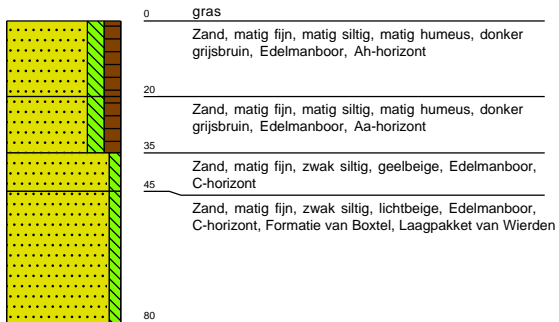 0 gras
Zand, matig fijn, matig siltig, matig humeus, donker
grijsbruin, Edelmanboor, Ah-horizont
20
Zand, matig fijn, matig siltig, matig humeus, donker
grijsbruin, Edelmanboor, Aa-horizont
35
Zand, matig fijn, zwak siltig, geelbeige, Edelmanboor,
C-horizont
45
Zand, matig fijn, zwak siltig, lichtbeige, Edelmanboor,
C-horizont, Formatie van Boxtel, Laagpakket van Wierden
80